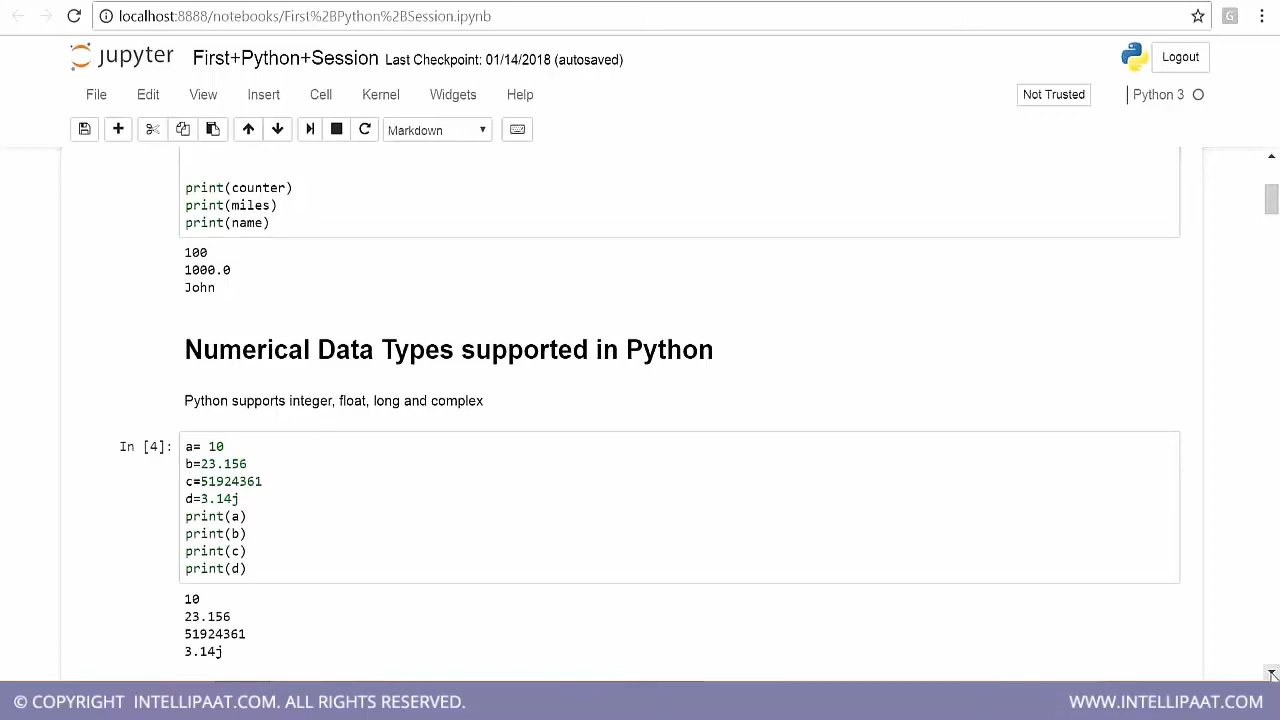 localhost:8888/notebooks/First%2BPython%2BSession.ipynb
G
jupyter First+Python+Session Last Checkpoint: 01/14/2018 (autosaved) Logout
File Edit View Insert Cell Kernel Widgets Help Not Trusted Python 3
Markdown
print(counter)
print(miles)
print(name)
100
1000.0
John
Numerical Data Types supported in Python
Python supports integer, float, long and complex
In [4]: a= 10
b=23.156
c=51924361
d=3.14j
print(a)
print(b)
print(c)
print(d)
10
23.156
51924361
3.14j
© COPYRIGHT INTELLIPAAT.COM. ALL RIGHTS RESERVED. WWW.INTELLIPAAT.COM